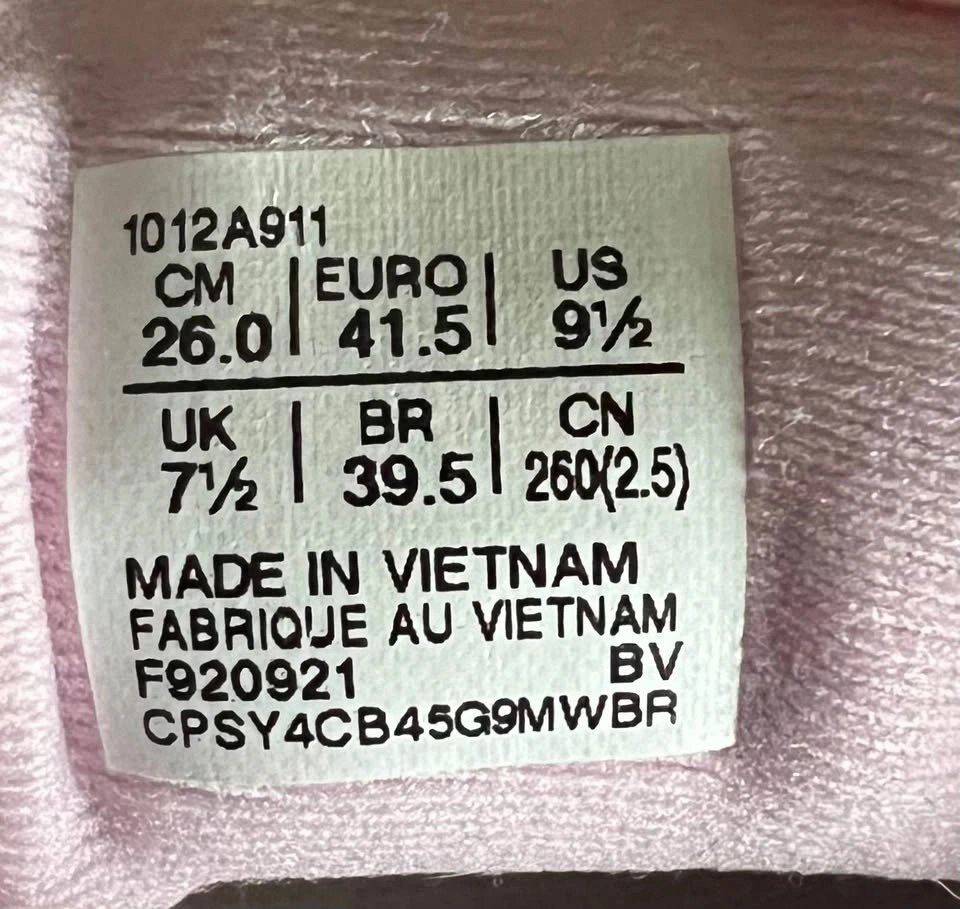 1012A911
CM | EURO | US
26.0 | 41.5 | 9½
UK | BR | CN
7½ | 39.5 | 260(2.5)
MADE IN VIETNAM
FABRIQUE AU VIETNAM
F920921 BV
CPSY4CB45G9MWBR